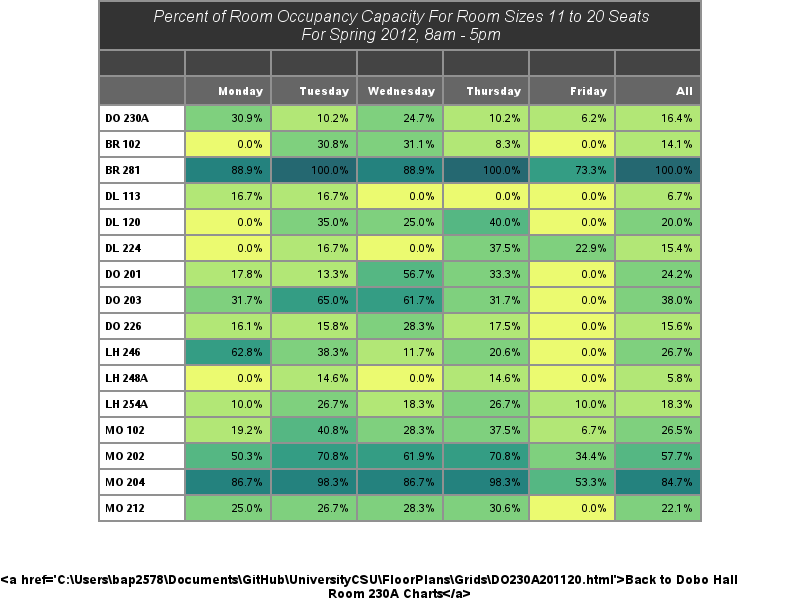 Percent of Room Occupancy Capacity For Room Sizes 11 to 20 Seats
For Spring 2012, 8am - 5pm
Monday Tuesday Wednesday Thursday Friday All
DO 230A 30.9% 10.2% 24.7% 10.2% 6.2% 16.4%
BR 102 0.0% 30.8% 31.1% 8.3% 0.0% 14.1%
BR 281 88.9% 100.0% 88.9% 100.0% 73.3% 100.0%
DL 113 16.7% 16.7% 0.0% 0.0% 0.0% 6.7%
DL 120 0.0% 35.0% 25.0% 40.0% 0.0% 20.0%
DL 224 0.0% 16.7% 0.0% 37.5% 22.9% 15.4%
DO 201 17.8% 13.3% 56.7% 33.3% 0.0% 24.2%
DO 203 31.7% 65.0% 61.7% 31.7% 0.0% 38.0%
DO 226 16.1% 15.8% 28.3% 17.5% 0.0% 15.6%
LH 246 62.8% 38.3% 11.7% 20.6% 0.0% 26.7%
LH 248A 0.0% 14.6% 0.0% 14.6% 0.0% 5.8%
LH 254A 10.0% 26.7% 18.3% 26.7% 10.0% 18.3%
MO 102 19.2% 40.8% 28.3% 37.5% 6.7% 26.5%
MO 202 50.3% 70.8% 61.9% 70.8% 34.4% 57.7%
MO 204 86.7% 98.3% 86.7% 98.3% 53.3% 84.7%
MO 212 25.0% 26.7% 28.3% 30.6% 0.0% 22.1%
<a href='C:\Users\bap2578\Documents\GitHub\UniversityCSU\FloorPlans\Grids\DO230A201120.html'>Back to Dobo Hall
Room 230A Charts</a>